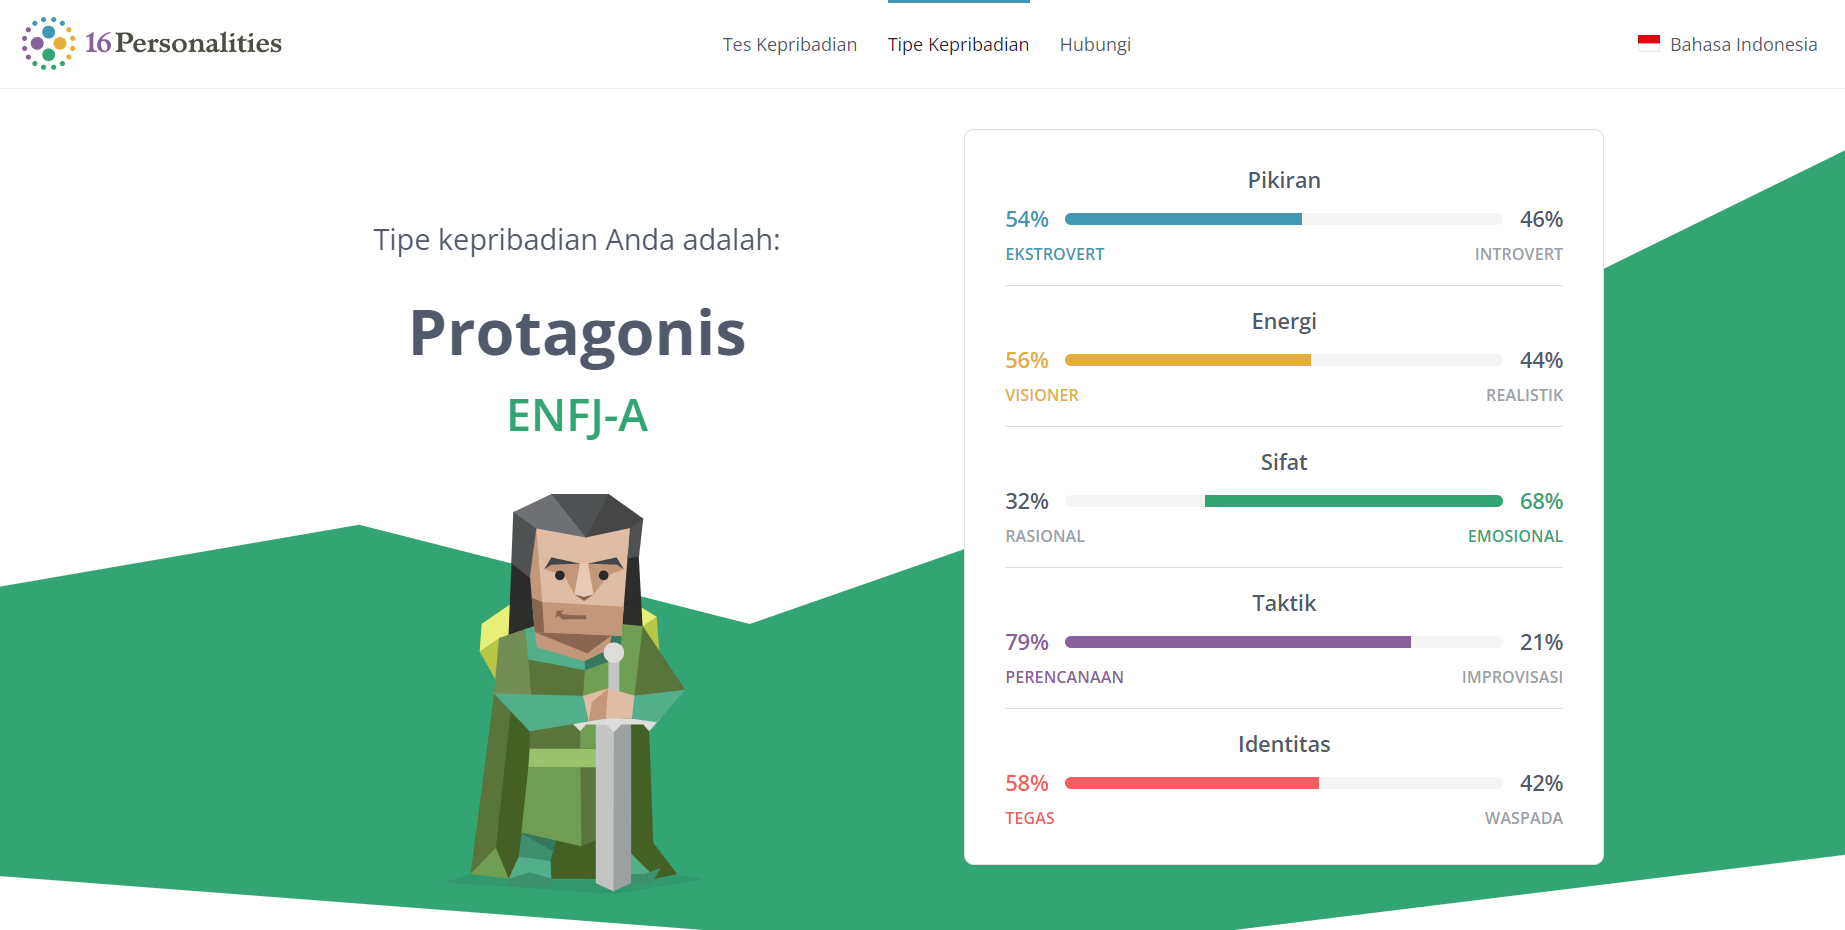 16Personalities
Tes Kepribadian
Tipe Kepribadian
Hubungi
Bahasa Indonesia
Tipe kepribadian Anda adalah:
Protagonis
ENFJ-A
Pikiran
54% 46%
EKSTROVERT INTROVERT
Energi
56% 44%
VISIONER REALISTIK
Sifat
32% 68%
RASIONAL EMOSIONAL
Taktik
79% 21%
PERENCANAAN IMPROVISASI
Identitas
58% 42%
TEGAS WASPADA